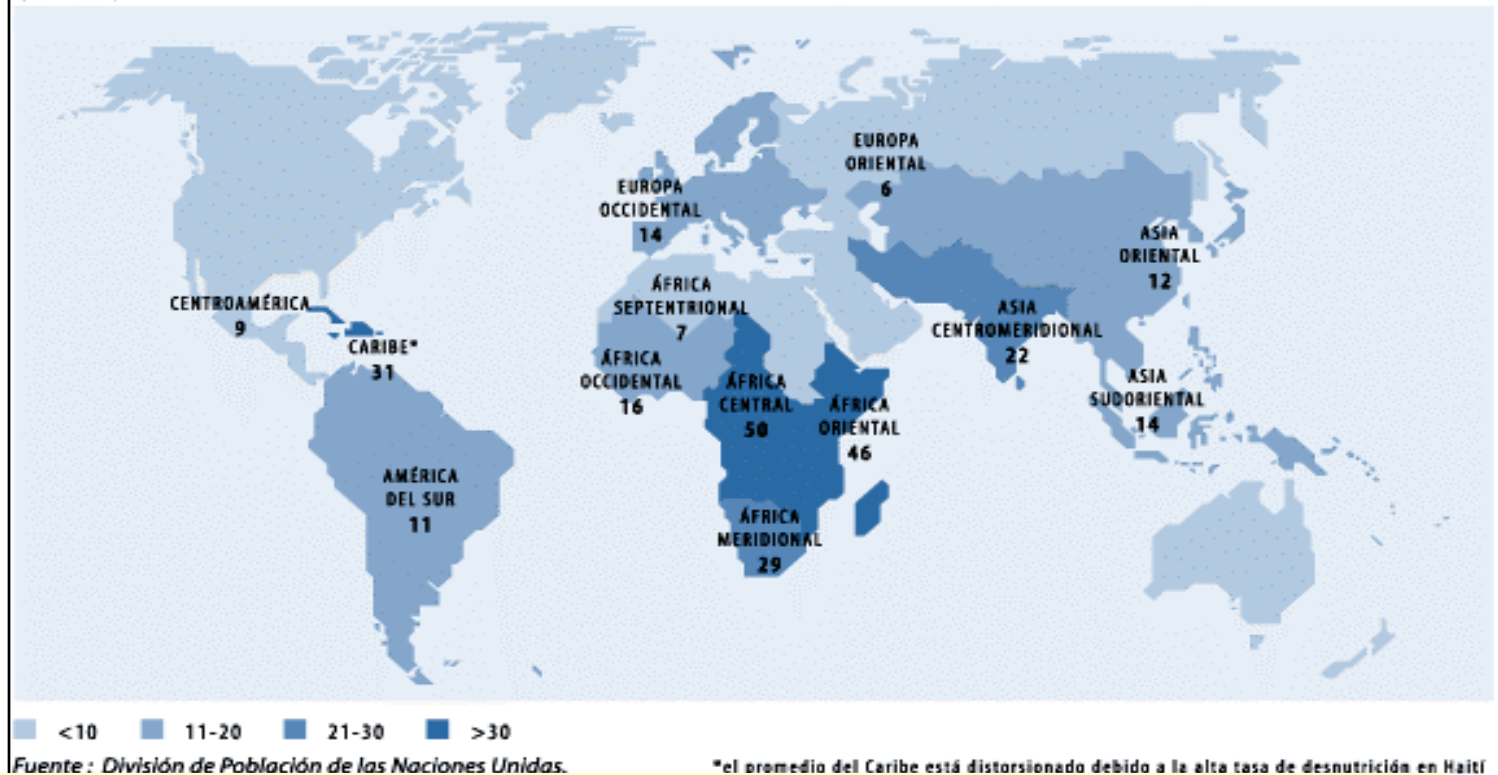 EUROPA
ORIENTAL
6
EUROPA
OCCIDENTAL
14
ASIA
ORIENTAL
12
ÁFRICA
SEPTENTRIONAL
7
CENTROAMÉRICA
9
ASIA
CENTROMERIDIONAL
22
CARIBE*
31
ÁFRICA
OCCIDENTAL
16
ÁFRICA
CENTRAL
50
ÁFRICA
ORIENTAL
46
ASIA
SUDORIENTAL
14
AMÉRICA
DEL SUR
11
ÁFRICA
MERIDIONAL
29
<10 11-20 21-30 >30
Fuente : División de Población de las Naciones Unidas.
*el promedio del Caribe está distorsionado debido a la alta tasa de desnutrición en Haití